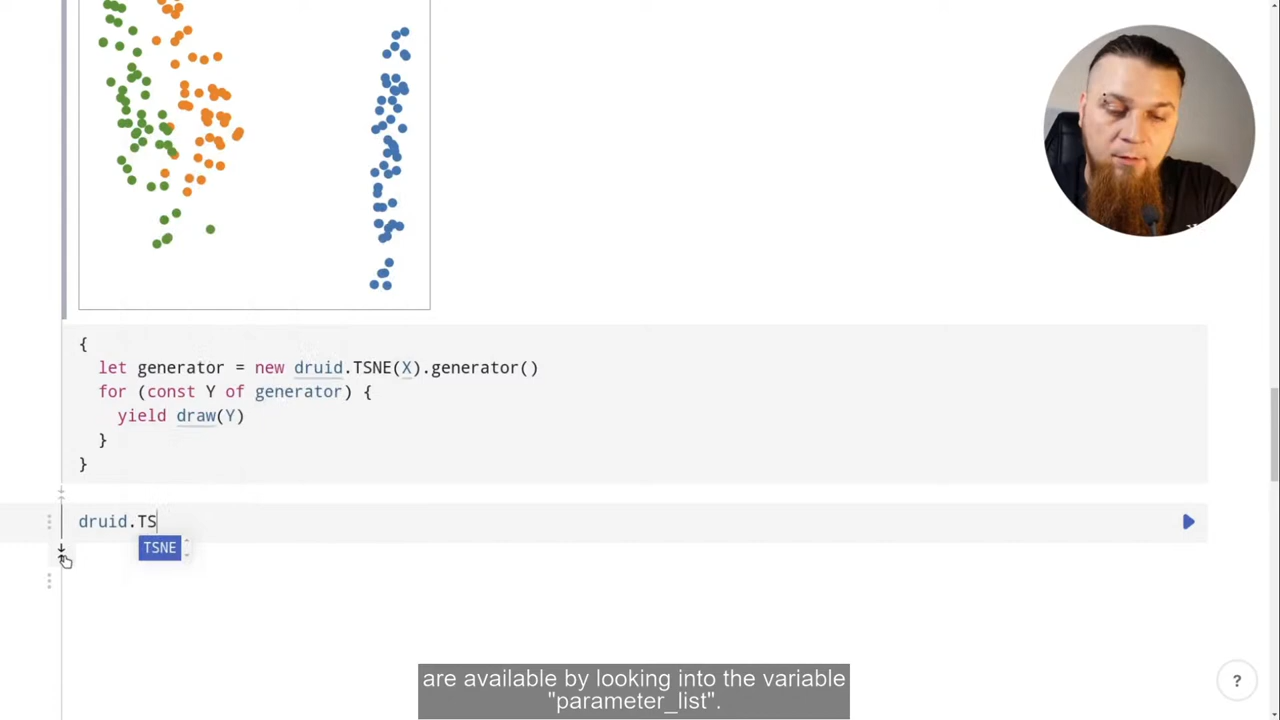 {
let generator = new druid.TSNE(X).generator()
for (const Y of generator) {
yield draw(Y)
}
}
druid.TS
TSNE
are available by looking into the variable
"parameter_list".
?